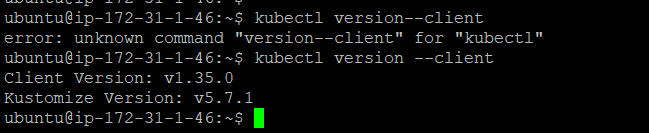 ubuntu@ip-172-31-1-46:~$ kubectl version--client
error: unknown command "version--client" for "kubectl"
ubuntu@ip-172-31-1-46:~$ kubectl version --client
Client Version: v1.35.0
Kustomize Version: v5.7.1
ubuntu@ip-172-31-1-46:~$